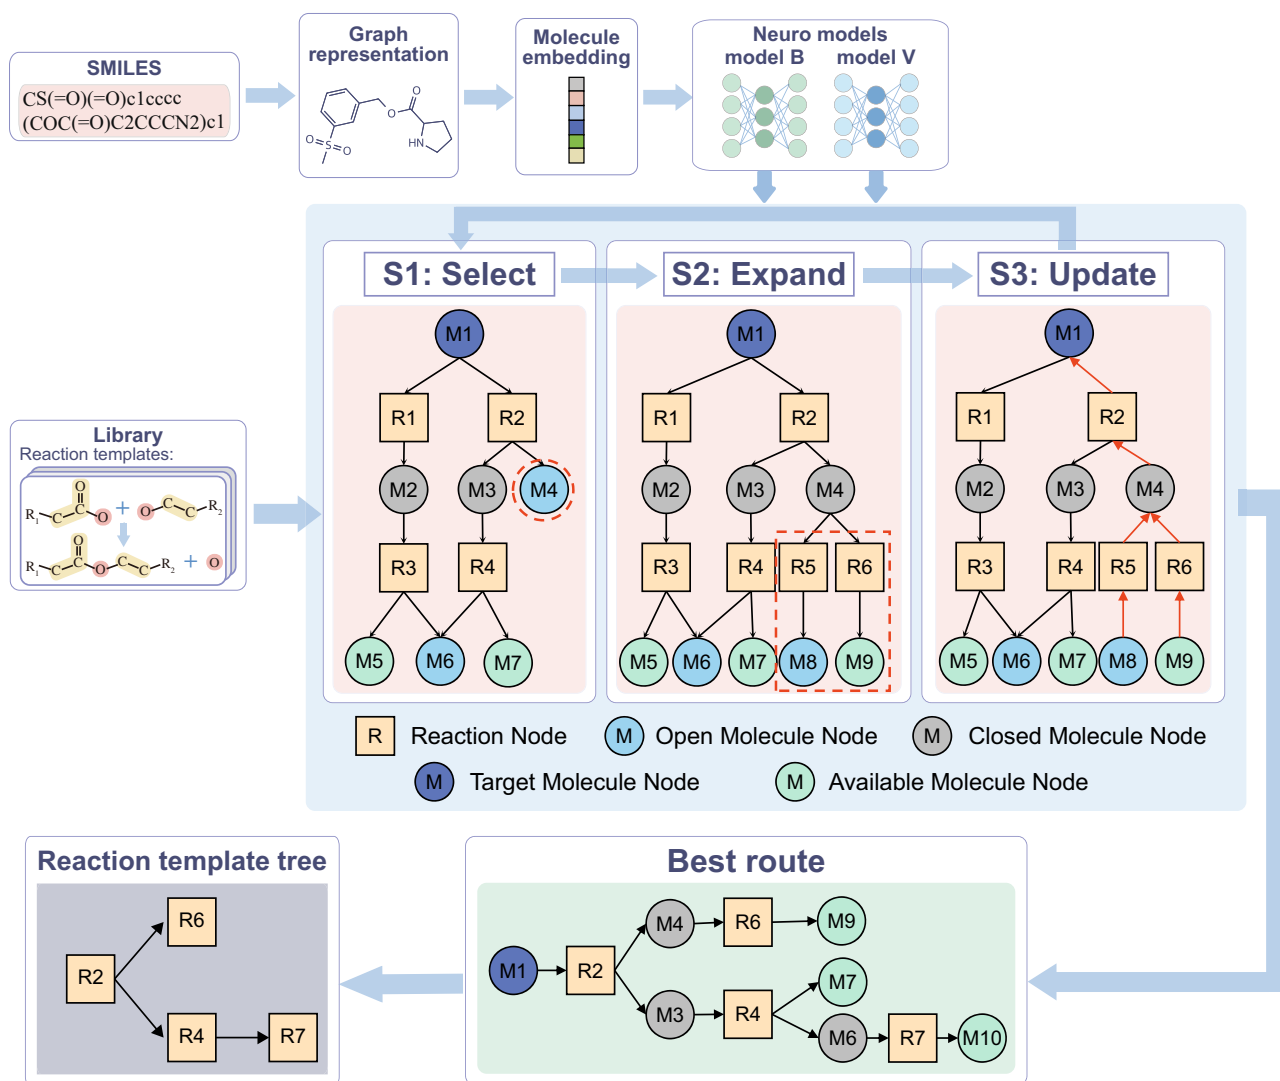 SMILES
CS(=O)(=O)c1cccc
(COC(=O)C2CCCN2)c1
Graph
representation
O
O
HN
O
S
O
Molecule
embedding
Neuro models
model B
model V
S1: Select
S2: Expand
S3: Update
M1
R1
R2
M2
M3
M4
R3
R4
M5
M6
M7
M1
R1
R2
M2
M3
M4
R3
R4
R5
R6
M5
M6
M7
M8
M9
M1
R1
R2
M2
M3
M4
R3
R4
R5
R6
M5
M6
M7
M8
M9
Library
Reaction templates:
O
R1 C C O + O C C R2
O
R1 C C O C C R2 + O
R Reaction Node
M Open Molecule Node
M Closed Molecule Node
M Target Molecule Node
M Available Molecule Node
Reaction template tree
R6
R2
R4
R7
Best route
M4
R6
M9
M1
R2
M7
M3
R4
M6
R7
M10